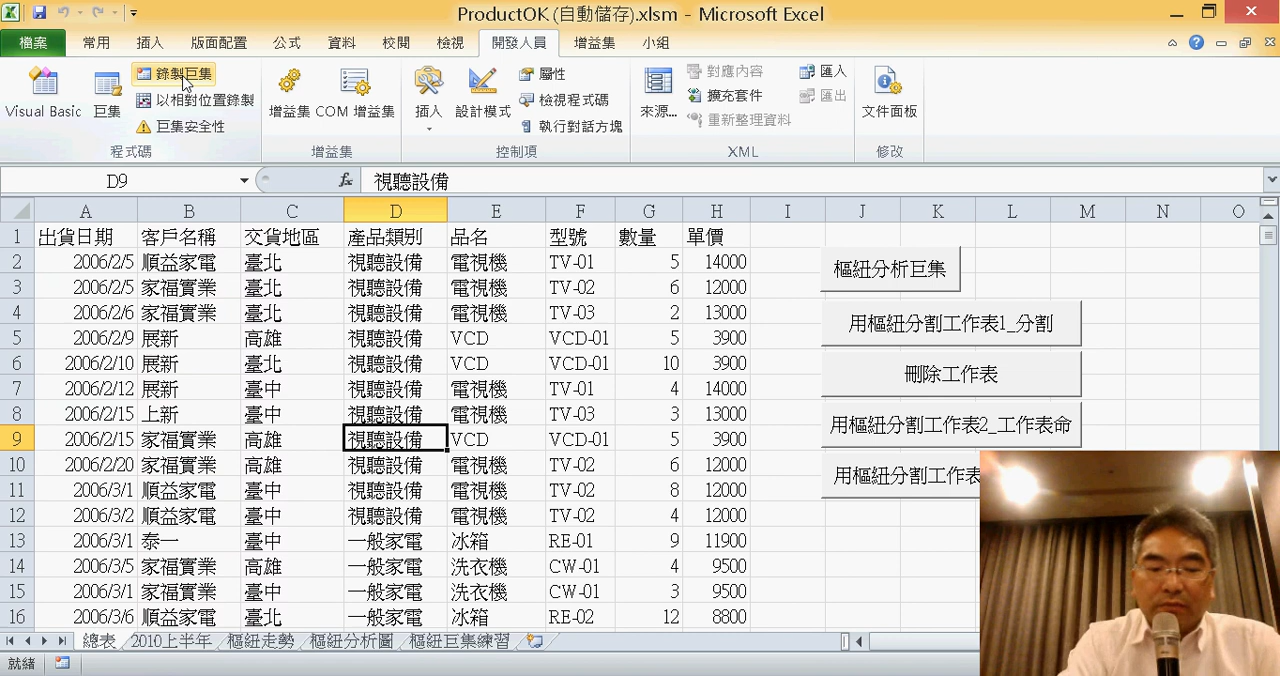 ProductOK (自動儲存).xlsm - Microsoft Excel
檔案 常用 插入 版面配置 公式 資料 校閱 檢視 開發人員 增益集 小組
Visual Basic 巨集 錄製巨集 以相對位置錄製 巨集安全性
增益集 COM 增益集
插入 設計模式 屬性 檢視程式碼 執行對話方塊
來源... 對應內容 擴充套件 重新整理資料 匯入 匯出
文件面板
程式碼 增益集 控制項 XML 修改
D9 fx 視聽設備
A B C D E F G H I J K L M N O
1 出貨日期 客戶名稱 交貨地區 產品類別 品名 型號 數量 單價
2 2006/2/5 順益家電 臺北 視聽設備 電視機 TV-01 5 14000
3 2006/2/5 家福實業 臺北 視聽設備 電視機 TV-02 6 12000
4 2006/2/6 家福實業 臺北 視聽設備 電視機 TV-03 2 13000
5 2006/2/9 展新 高雄 視聽設備 VCD VCD-01 5 3900
6 2006/2/10 展新 臺北 視聽設備 VCD VCD-01 10 3900
7 2006/2/12 展新 臺中 視聽設備 電視機 TV-01 4 14000
8 2006/2/15 上新 臺中 視聽設備 電視機 TV-03 3 13000
9 2006/2/15 家福實業 高雄 視聽設備 VCD VCD-01 5 3900
10 2006/2/20 家福實業 高雄 視聽設備 電視機 TV-02 6 12000
11 2006/3/1 順益家電 臺中 視聽設備 電視機 TV-02 8 12000
12 2006/3/2 順益家電 臺中 視聽設備 電視機 TV-02 4 12000
13 2006/3/1 泰一 臺中 一般家電 冰箱 RE-01 9 11900
14 2006/3/5 家福實業 高雄 一般家電 洗衣機 CW-01 4 9500
15 2006/3/1 家福實業 臺中 一般家電 洗衣機 CW-01 3 9500
16 2006/3/6 順益家電 臺北 一般家電 冰箱 RE-02 12 8800
樞紐分析巨集
用樞紐分割工作表1_分割
刪除工作表
用樞紐分割工作表2_工作表命
用樞紐分割工作表
總表 2010上半年 樞紐走勢 樞紐分析圖 樞紐巨集練習
就緒